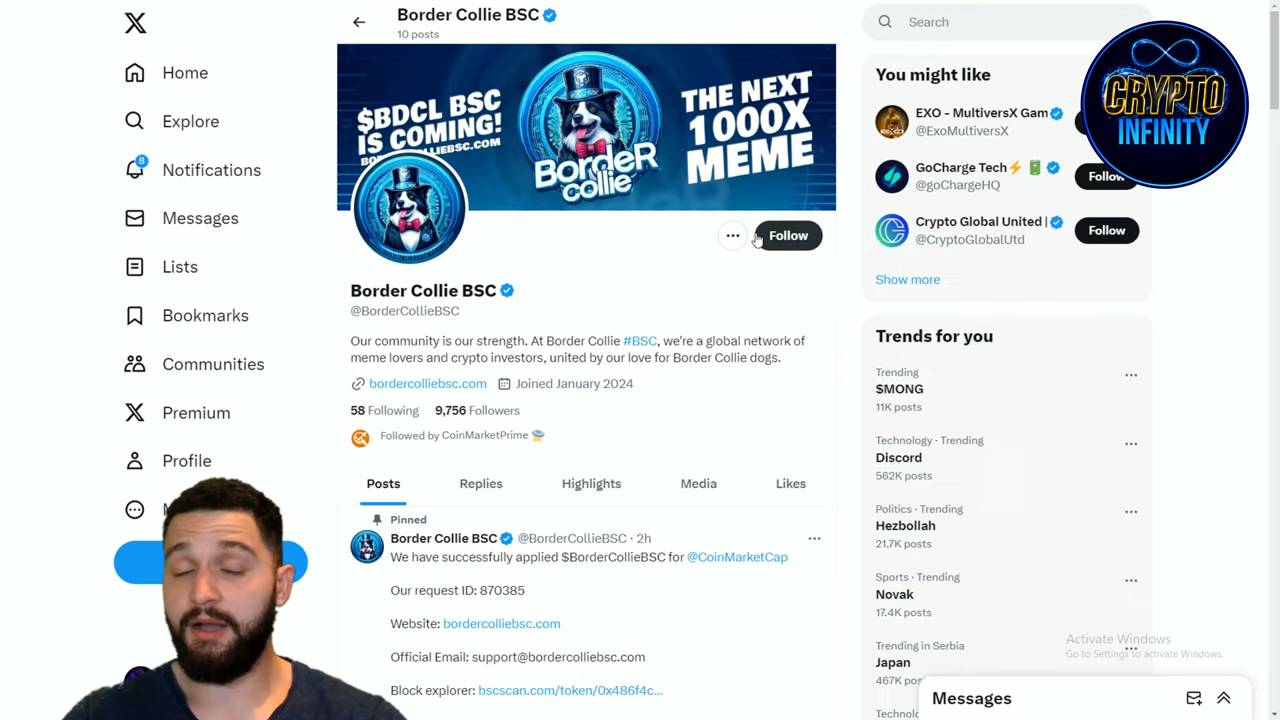 Border Collie BSC
10 posts
$BDCL BSC
IS COMING!
BORDERCOLLIEBSC.COM
BordeR
collie
THE NEXT
1000X
MEME
Follow
Border Collie BSC
@BorderCollieBSC
Our community is our strength. At Border Collie #BSC, we're a global network of
meme lovers and crypto investors, united by our love for Border Collie dogs.
bordercolliebsc.com Joined January 2024
58 Following 9,756 Followers
Followed by CoinMarketPrime
Posts Replies Highlights Media Likes
Pinned
Border Collie BSC @BorderCollieBSC · 2h
We have successfully applied $BorderCollieBSC for @CoinMarketCap
Our request ID: 870385
Website: bordercolliebsc.com
Official Email: support@bordercolliebsc.com
Block explorer: bscscan.com/token/0x486f4c...
Home
Explore
8
Notifications
Messages
Lists
Bookmarks
Communities
Premium
Profile
Search
CRYPTO
INFINITY
You might like
EXO - MultiversX Gam
@ExoMultiversX
GoCharge Tech
@goChargeHQ
Follow
Crypto Global United |
@CryptoGlobalUtd
Follow
Show more
Trends for you
Trending
$MONG
11K posts
Technology · Trending
Discord
562K posts
Politics · Trending
Hezbollah
21.7K posts
Sports · Trending
Novak
17.4K posts
Trending in Serbia
Japan
467K
Activate Windows
Go to Settings to activate Windows.
Messages